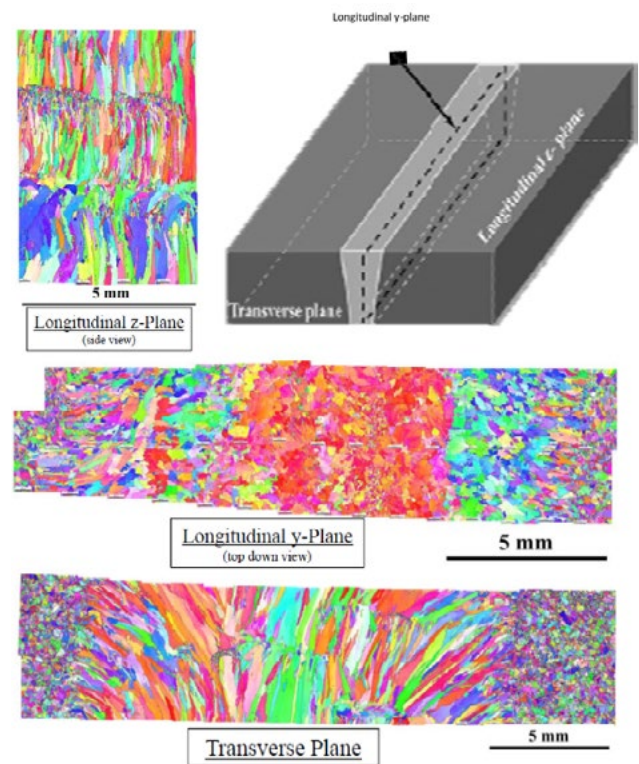 Longitudinal y-plane
Longitudinal z- plane
Transverse plane
5 mm
Longitudinal z-Plane
(side view)
Longitudinal y-Plane
(top down view)
5 mm
5 mm
Transverse Plane